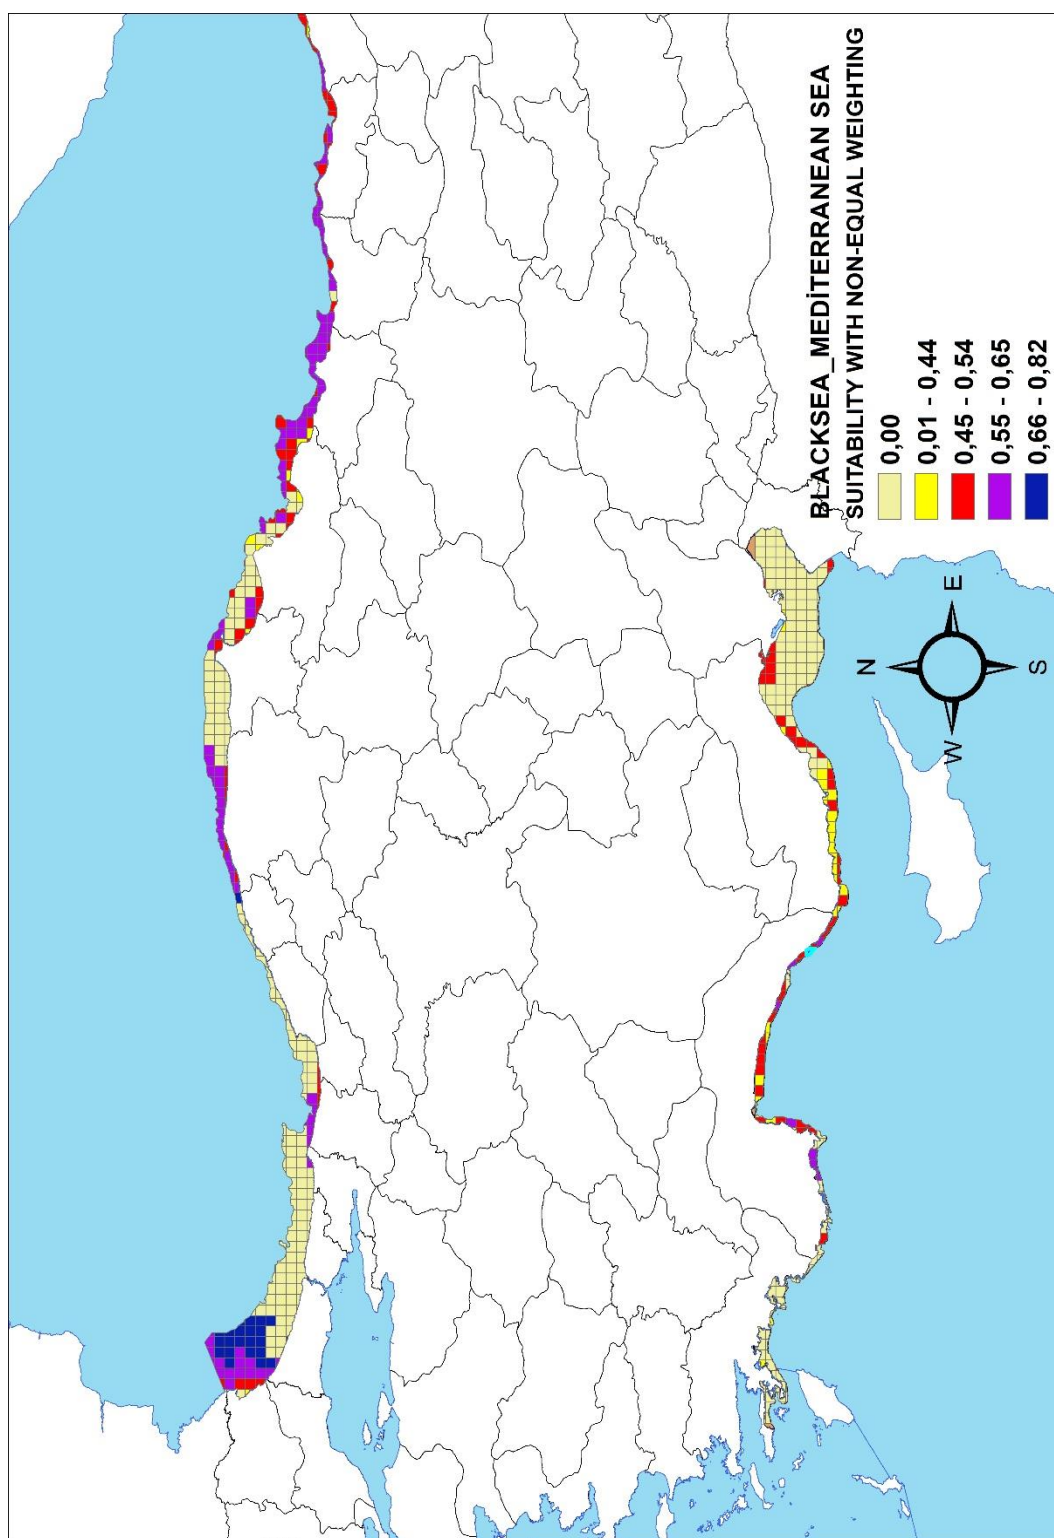 BLACKSEA_MEDİTERRANEAN SEA
SUITABILITY WITH NON-EQUAL WEIGHTING
0,00
0,01 - 0,44
0,45 - 0,54
0,55 - 0,65
0,66 - 0,82
N
W
E
S